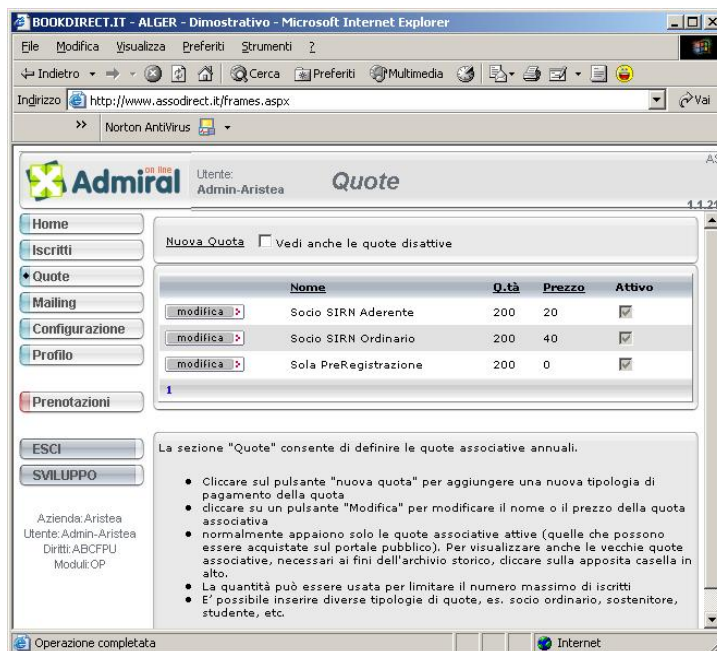 BOOKDIRECT.IT - ALGER - Dimostrativo - Microsoft Internet Explorer
File Modifica Visualizza Preferiti Strumenti ?
Indietro Cerca Preferiti Multimedia
Indirizzo http://www.assodirect.it/frames.aspx Vai
» Norton AntiVirus
Admiral on line
Utente:
Admin-Aristea
Quote
AS
1.1.21
Home
Iscritti
Quote
Mailing
Configurazione
Profilo
Prenotazioni
ESCI
SVILUPPO
Azienda:Aristea
Utente:Admin-Aristea
Diritti:ABCFPU
Moduli:OP
Nuova Quota Vedi anche le quote disattive
Nome Q.tà Prezzo Attivo
modifica Socio SIRN Aderente 200 20
modifica Socio SIRN Ordinario 200 40
modifica Sola PreRegistrazione 200 0
1
La sezione "Quote" consente di definire le quote associative annuali.
• Cliccare sul pulsante "nuova quota" per aggiungere una nuova tipologia di
pagamento della quota
• cliccare su un pulsante "Modifica" per modificare il nome o il prezzo della quota
associativa
• normalmente appaiono solo le quote associative attive (quelle che possono
essere acquistate sul portale pubblico). Per visualizzare anche le vecchie quote
associative, necessari ai fini dell'archivio storico, cliccare sulla apposita casella in
alto.
• La quantità può essere usata per limitare il numero massimo di iscritti
• E' possibile inserire diverse tipologie di quote, es. socio ordinario, sostenitore,
studente, etc.
Operazione completata Internet